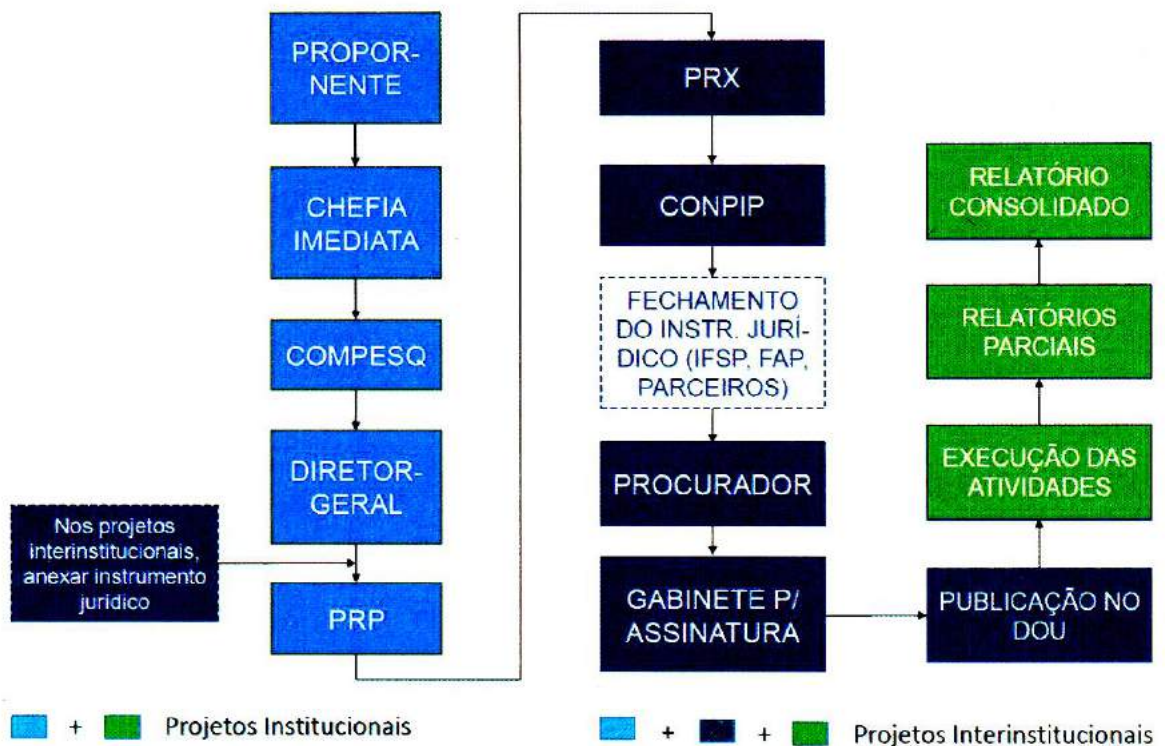 PROPOR-
NENTE
CHEFIA
IMEDIATA
COMPESQ
DIRETOR-
GERAL
Nos projetos
interinstitucionais,
anexar instrumento
jurídico
PRP
PRX
CONPIP
FECHAMENTO
DO INSTR. JURÍ-
DICO (IFSP, FAP,
PARCEIROS)
PROCURADOR
GABINETE P/
ASSINATURA
PUBLICAÇÃO NO
DOU
EXECUÇÃO DAS
ATIVIDADES
RELATÓRIOS
PARCIAIS
RELATÓRIO
CONSOLIDADO
+ Projetos Institucionais
+ + Projetos Interinstitucionais